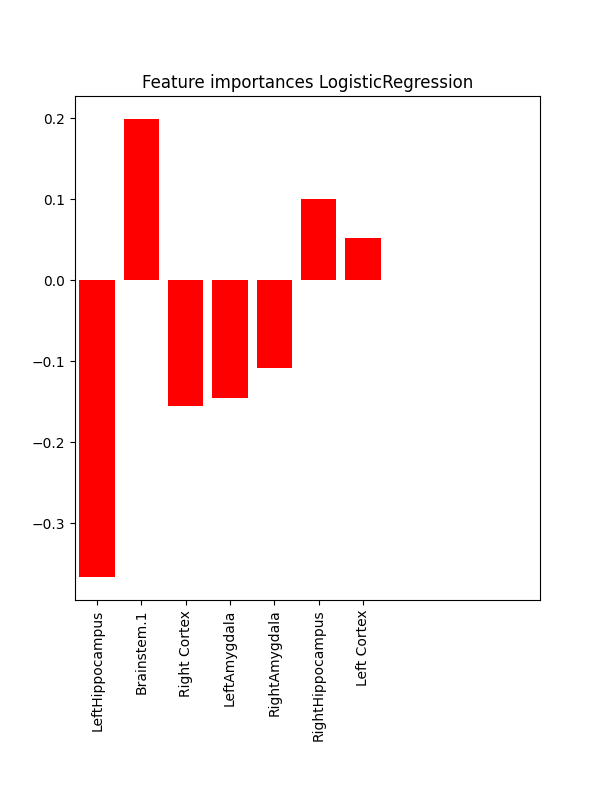 Feature importances LogisticRegression
0.2
0.1
0.0
−0.1
−0.2
−0.3
LeftHippocampus
Brainstem.1
Right Cortex
LeftAmygdala
RightAmygdala
RightHippocampus
Left Cortex